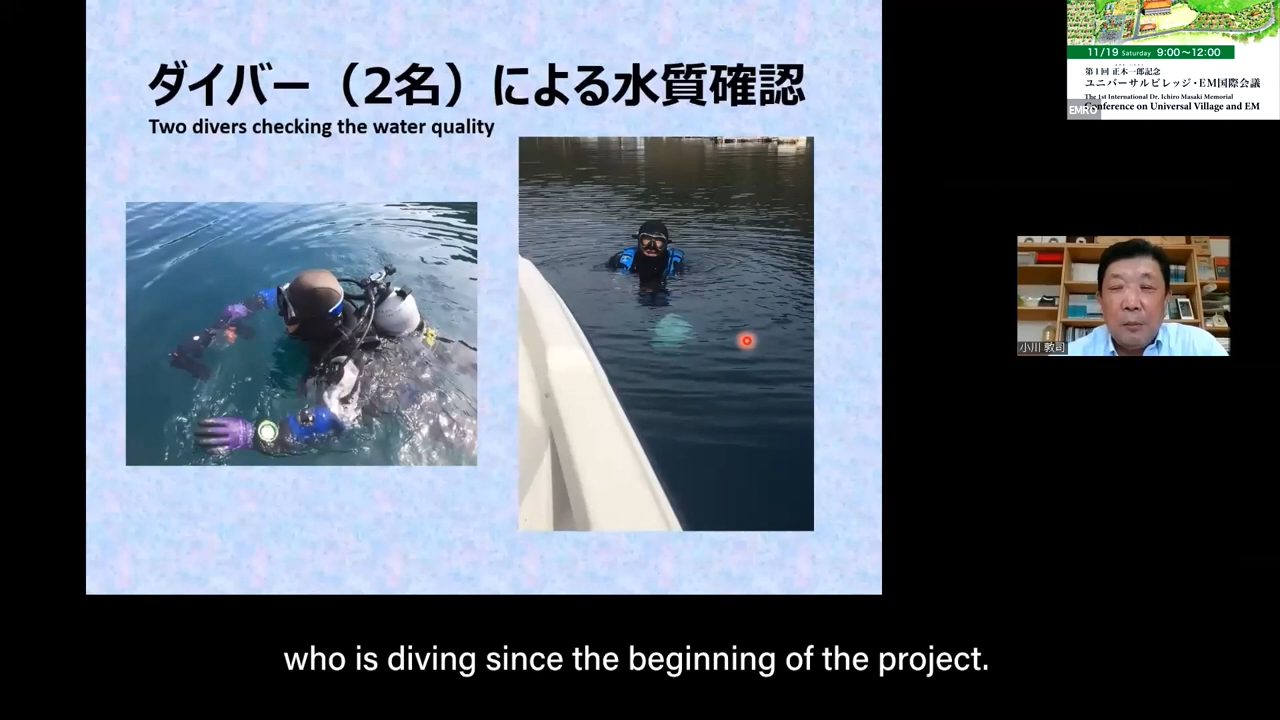 ダイバー（2名）による水質確認
Two divers checking the water quality
11/19 Saturday 9:00～12:00
第1回 正木一郎記念
ユニバーサルビレッジ・EM国際会議
The 1st International Dr. Ichiro Masaki Memorial
Conference on Universal Village and EM
EMRO
小川 敦司
who is diving since the beginning of the project.